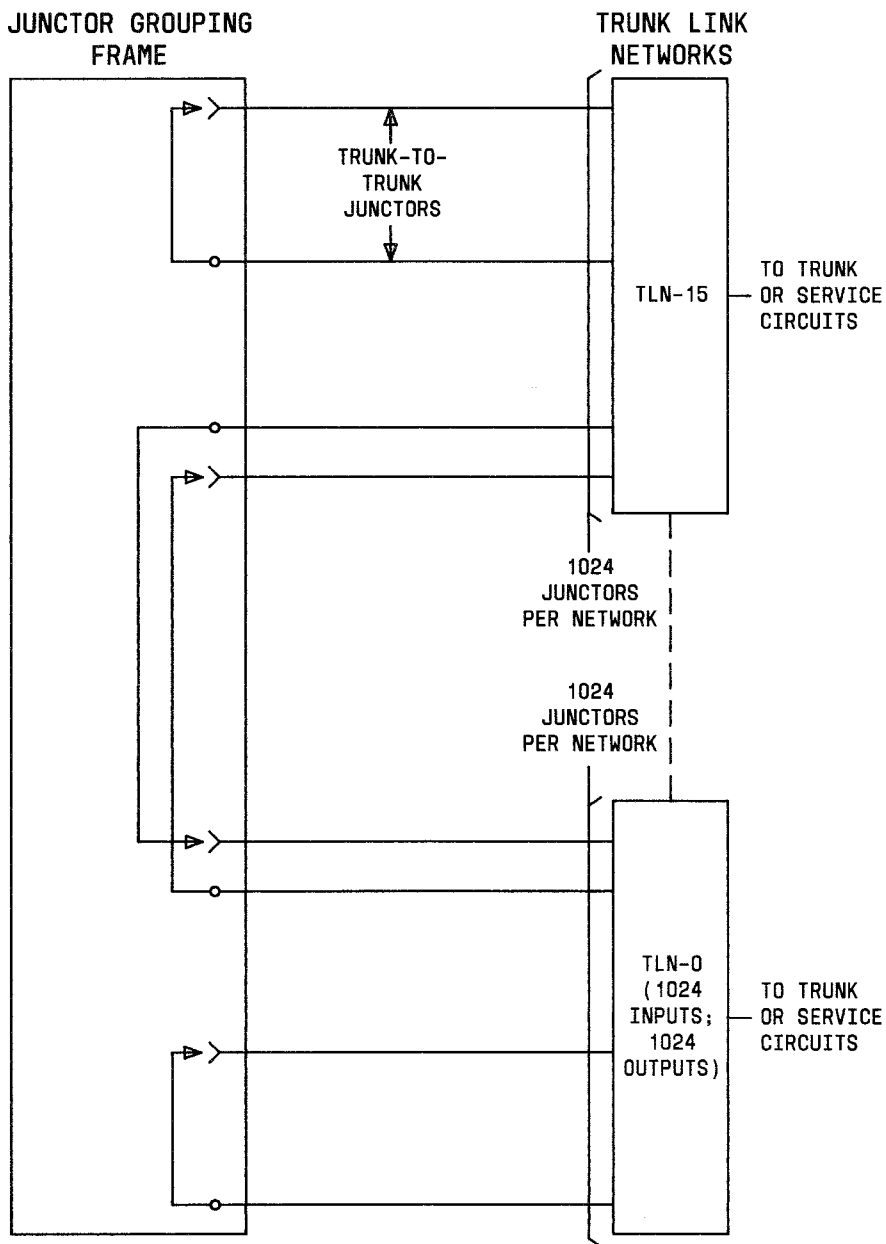 JUNCTOR GROUPING
FRAME
TRUNK LINK
NETWORKS
TRUNK-TO-
TRUNK
JUNCTORS
TLN-15
TO TRUNK
OR SERVICE
CIRCUITS
1024
JUNCTORS
PER NETWORK
1024
JUNCTORS
PER NETWORK
TLN-0
(1024
INPUTS;
1024
OUTPUTS)
TO TRUNK
OR SERVICE
CIRCUITS